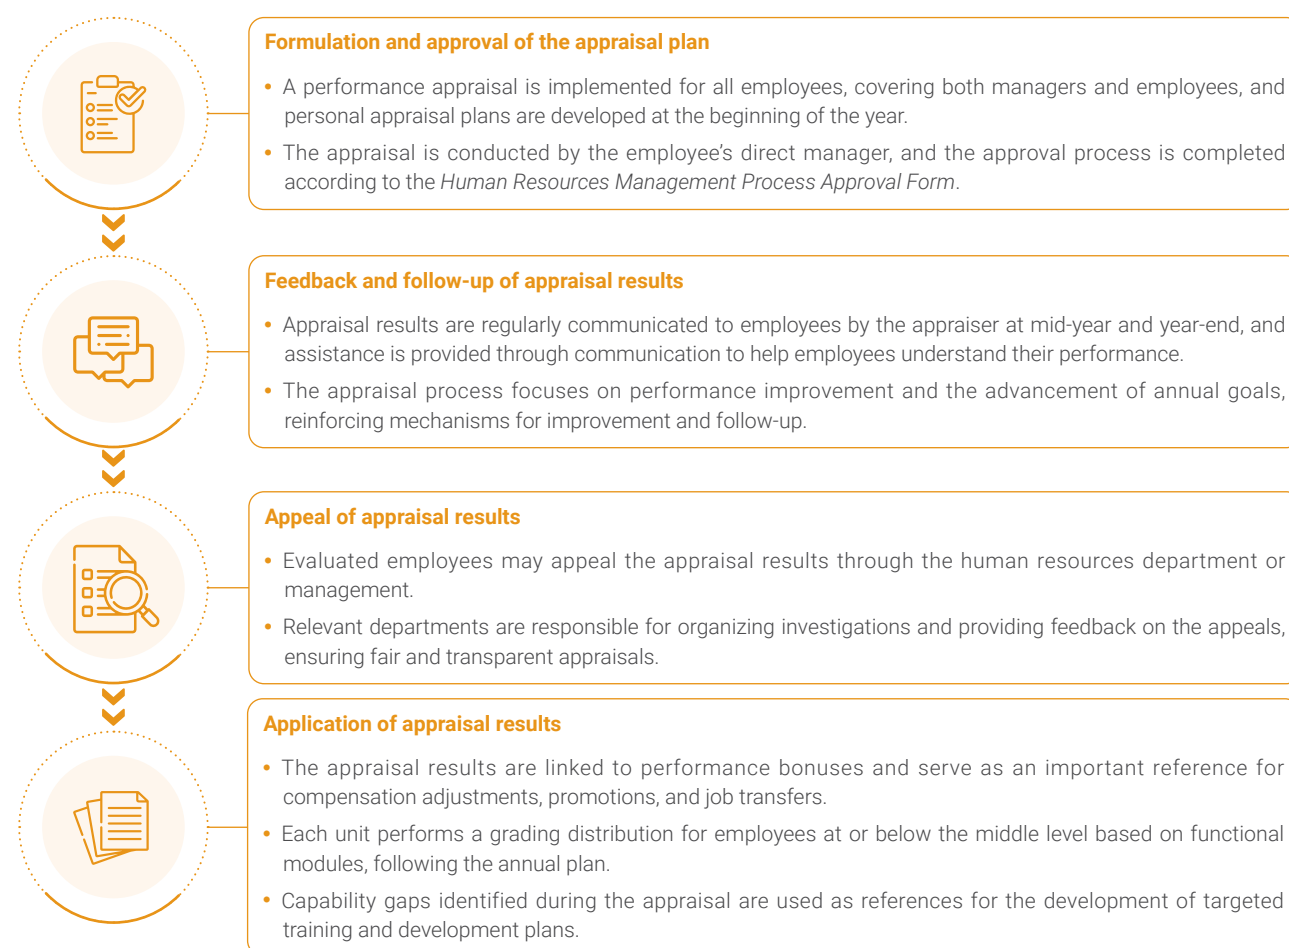 Formulation and approval of the appraisal plan
• A performance appraisal is implemented for all employees, covering both managers and employees, and
personal appraisal plans are developed at the beginning of the year.
• The appraisal is conducted by the employee's direct manager, and the approval process is completed
according to the Human Resources Management Process Approval Form.
Feedback and follow-up of appraisal results
• Appraisal results are regularly communicated to employees by the appraiser at mid-year and year-end, and
assistance is provided through communication to help employees understand their performance.
• The appraisal process focuses on performance improvement and the advancement of annual goals,
reinforcing mechanisms for improvement and follow-up.
Appeal of appraisal results
• Evaluated employees may appeal the appraisal results through the human resources department or
management.
• Relevant departments are responsible for organizing investigations and providing feedback on the appeals,
ensuring fair and transparent appraisals.
Application of appraisal results
• The appraisal results are linked to performance bonuses and serve as an important reference for
compensation adjustments, promotions, and job transfers.
• Each unit performs a grading distribution for employees at or below the middle level based on functional
modules, following the annual plan.
• Capability gaps identified during the appraisal are used as references for the development of targeted
training and development plans.